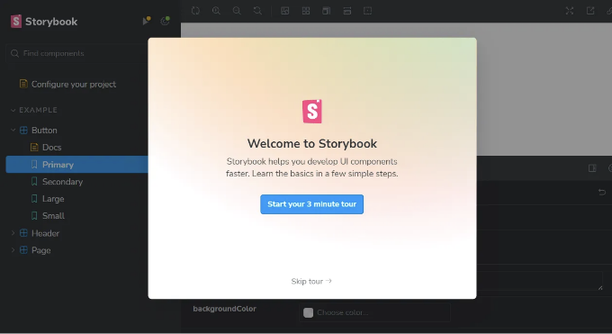 Storybook
Find components
Configure your project
EXAMPLE
Button
Docs
Primary
Secondary
Large
Small
Header
Page
S
Welcome to Storybook
Storybook helps you develop UI components
faster. Learn the basics in a few simple steps.
Start your 3 minute tour
Skip tour →
backgroundColor
Choose color...